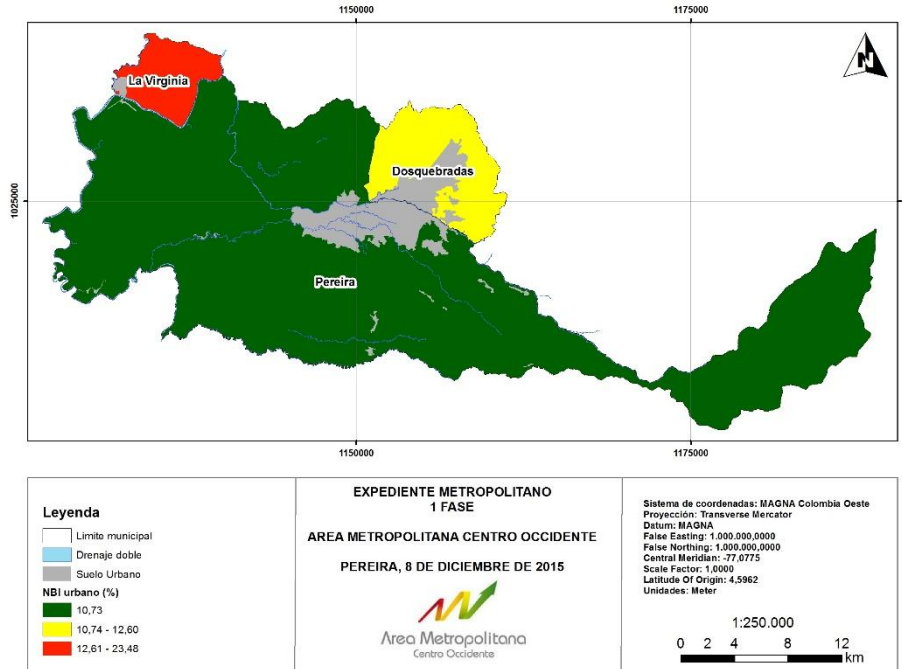 1150000
1175000
La Virginia
N
Dosquebradas
1025000
1025000
Pereira
1150000
1175000
Leyenda
Limite municipal
Drenaje doble
Suelo Urbano
NBI urbano (%)
10,73
10,74 - 12,60
12,61 - 23,48
EXPEDIENTE METROPOLITANO
1 FASE
AREA METROPOLITANA CENTRO OCCIDENTE
PEREIRA, 8 DE DICIEMBRE DE 2015
Area Metropolitana
Centro Occidente
Sistema de coordenadas: MAGNA Colombia Oeste
Proyección: Transverse Mercator
Datum: MAGNA
False Easting: 1.000.000,0000
False Northing: 1.000.000,0000
Central Meridian: -77,0775
Scale Factor: 1,0000
Latitude Of Origin: 4,5962
Unidades: Meter
1:250.000
0 2 4 8 12
km